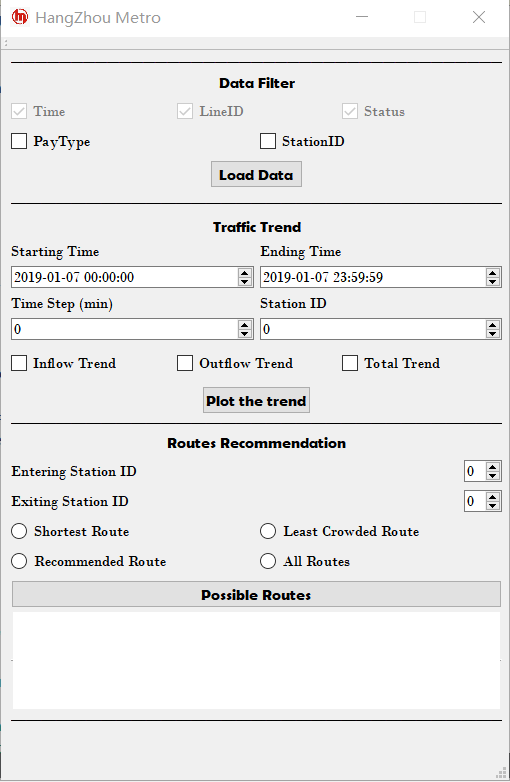 HangZhou Metro
Data Filter
Time LineID Status
PayType StationID
Load Data
Traffic Trend
Starting Time Ending Time
2019-01-07 00:00:00 2019-01-07 23:59:59
Time Step (min) Station ID
0 0
Inflow Trend Outflow Trend Total Trend
Plot the trend
Routes Recommendation
Entering Station ID 0
Exiting Station ID 0
Shortest Route Least Crowded Route
Recommended Route All Routes
Possible Routes